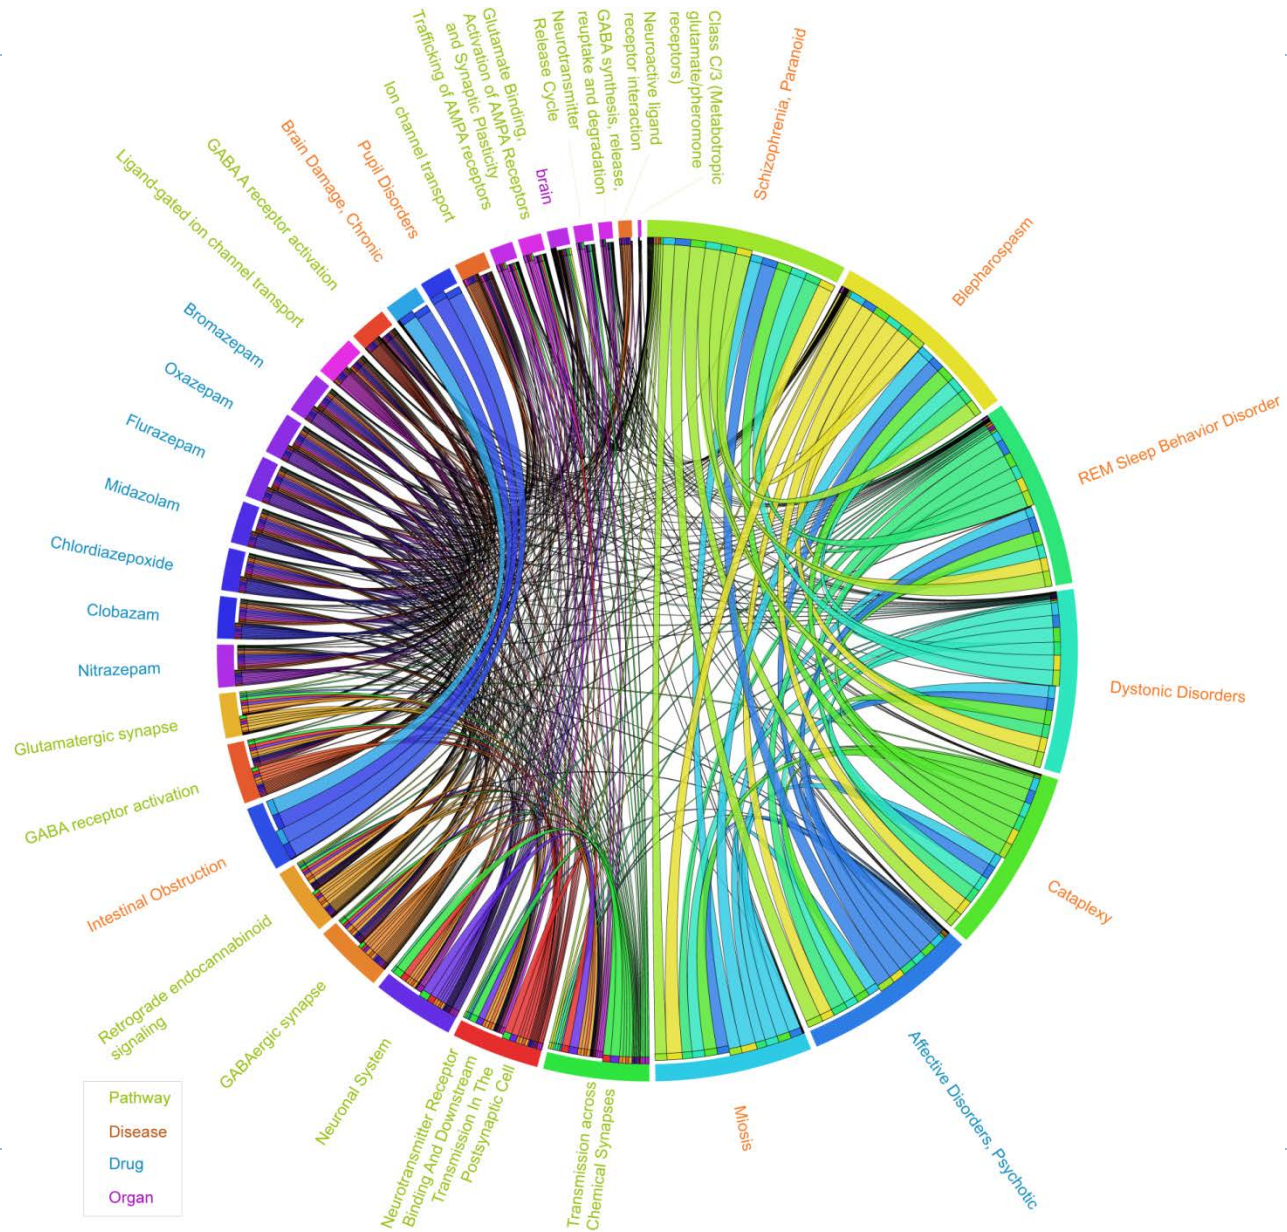 Class C/3 (Metabotropic
glutamate/pheromone
receptors)
Neuroactive ligand
receptor interaction
GABA synthesis, release,
reuptake and degradation
Neurotransmitter
Release Cycle
brain
Glutamate Binding,
Activation of AMPA Receptors
and Synaptic Plasticity
Trafficking of AMPA receptors
Ion channel transport
Pupil Disorders
Brain Damage, Chronic
GABA A receptor activation
Ligand-gated ion channel transport
Bromazepam
Oxazepam
Flurazepam
Midazolam
Chlordiazepoxide
Clobazam
Nitrazepam
Glutamatergic synapse
GABA receptor activation
Intestinal Obstruction
Retrograde endocannabinoid
signaling
GABAergic synapse
Neuronal System
Neurotransmitter Receptor
Binding And Downstream
Transmission In The
Postsynaptic Cell
Transmission across
Chemical Synapses
Miosis
Affective Disorders, Psychotic
Cataplexy
Dystonic Disorders
REM Sleep Behavior Disorder
Blepharospasm
Schizophrenia, Paranoid
Pathway
Disease
Drug
Organ